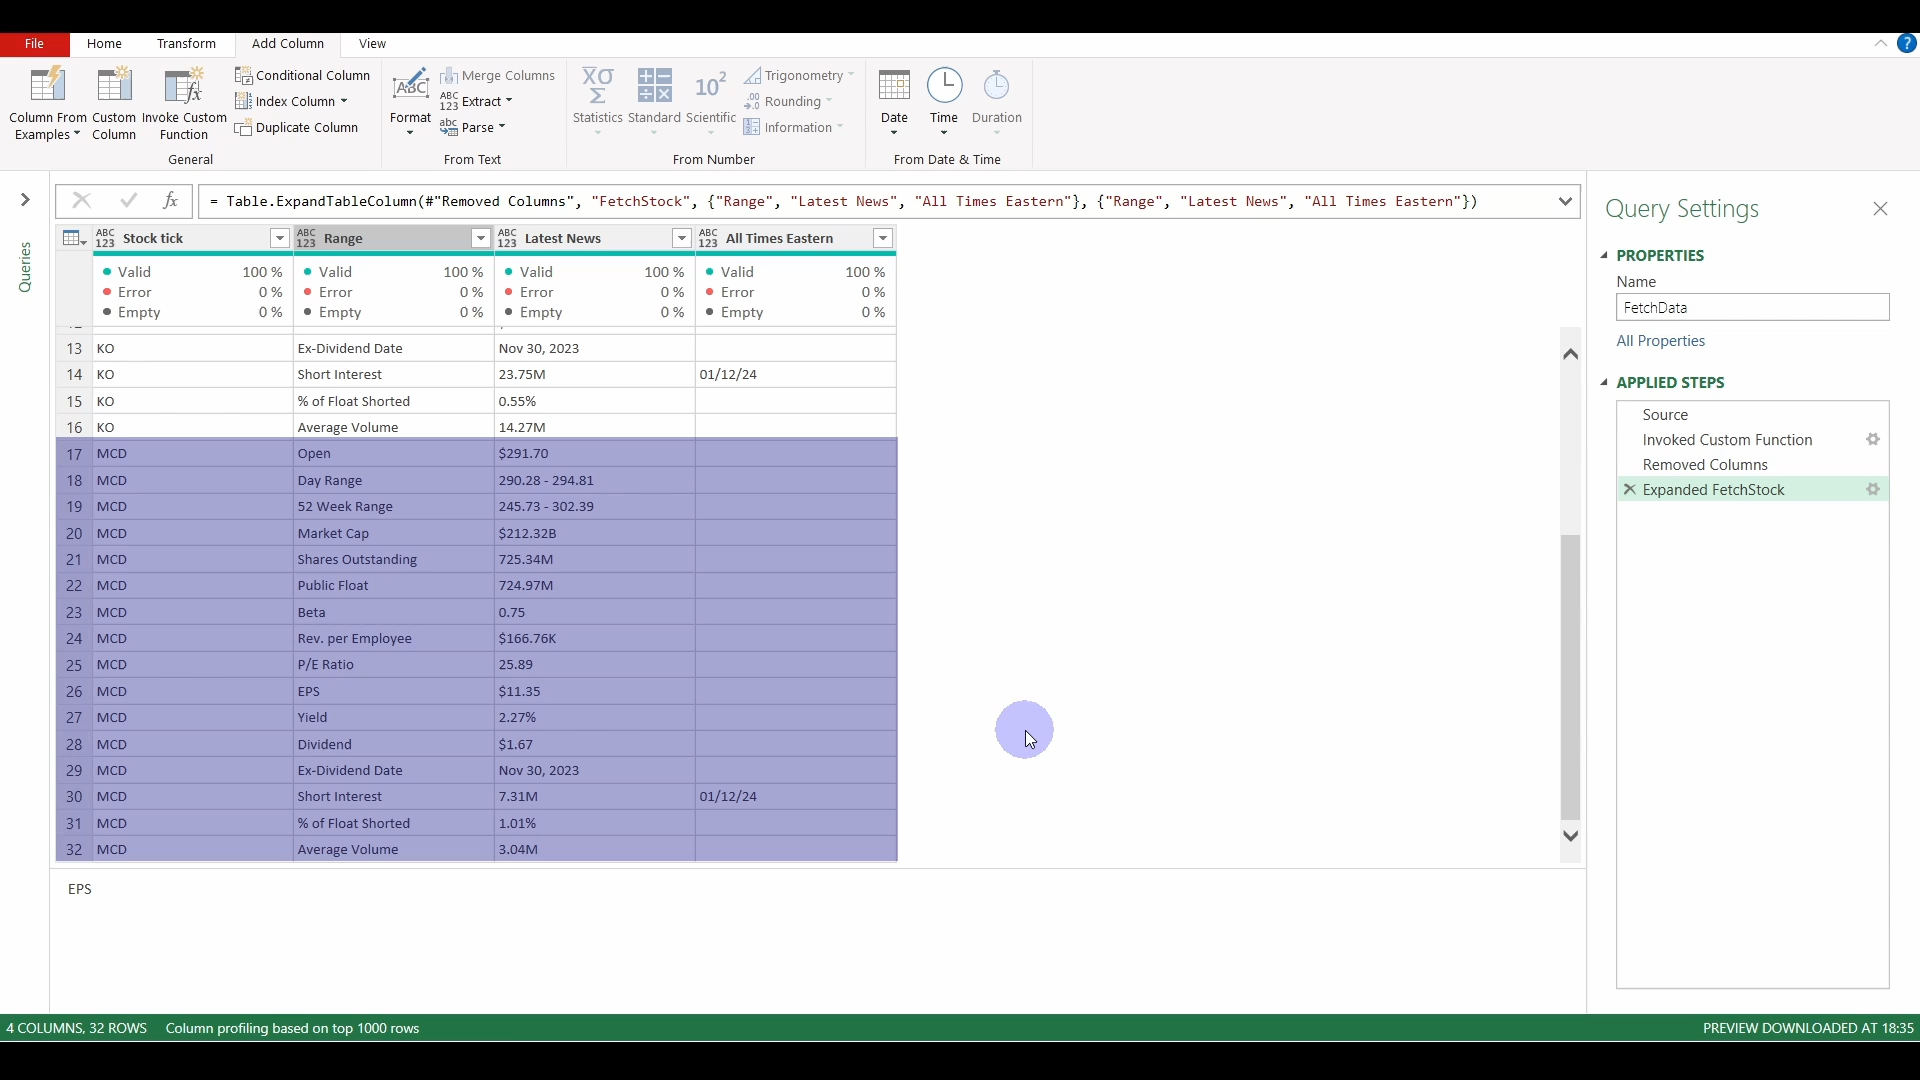 File Home Transform Add Column View
Column From Examples
Custom Column
Invoke Custom Function
Conditional Column
Index Column
Duplicate Column
General
Format
Merge Columns
Extract
Parse
From Text
Statistics
Standard
Scientific
Trigonometry
Rounding
Information
From Number
Date
Time
Duration
From Date & Time
Queries
= Table.ExpandTableColumn(#"Removed Columns", "FetchStock", {"Range", "Latest News", "All Times Eastern"}, {"Range", "Latest News", "All Times Eastern"})
ABC 123 Stock tick ABC 123 Range ABC 123 Latest News ABC 123 All Times Eastern
Valid 100 % Valid 100 % Valid 100 % Valid 100 %
Error 0 % Error 0 % Error 0 % Error 0 %
Empty 0 % Empty 0 % Empty 0 % Empty 0 %
13 KO Ex-Dividend Date Nov 30, 2023
14 KO Short Interest 23.75M 01/12/24
15 KO % of Float Shorted 0.55%
16 KO Average Volume 14.27M
17 MCD Open $291.70
18 MCD Day Range 290.28 - 294.81
19 MCD 52 Week Range 245.73 - 302.39
20 MCD Market Cap $212.32B
21 MCD Shares Outstanding 725.34M
22 MCD Public Float 724.97M
23 MCD Beta 0.75
24 MCD Rev. per Employee $166.76K
25 MCD P/E Ratio 25.89
26 MCD EPS $11.35
27 MCD Yield 2.27%
28 MCD Dividend $1.67
29 MCD Ex-Dividend Date Nov 30, 2023
30 MCD Short Interest 7.31M 01/12/24
31 MCD % of Float Shorted 1.01%
32 MCD Average Volume 3.04M
EPS
Query Settings
PROPERTIES
Name
FetchData
All Properties
APPLIED STEPS
Source
Invoked Custom Function
Removed Columns
Expanded FetchStock
4 COLUMNS, 32 ROWS Column profiling based on top 1000 rows
PREVIEW DOWNLOADED AT 18:35